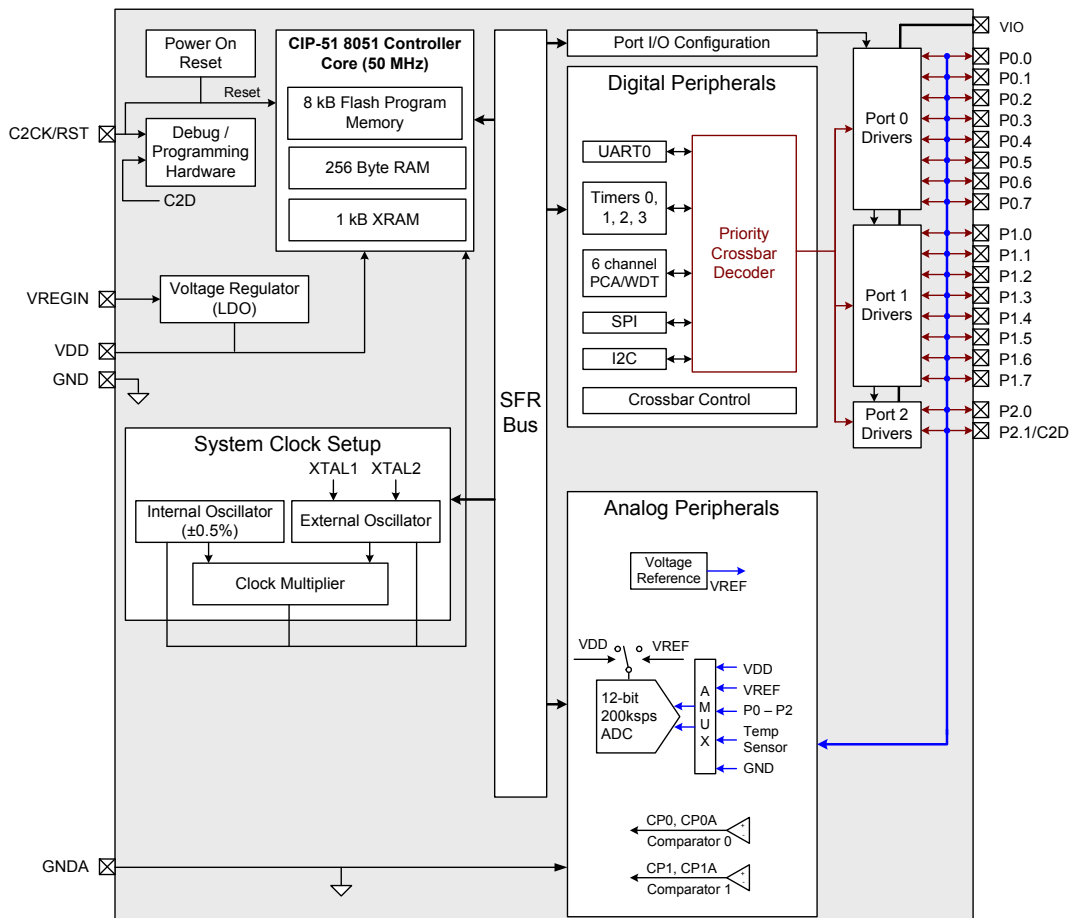 Power On
Reset
CIP-51 8051 Controller
Core (50 MHz)
8 kB Flash Program
Memory
256 Byte RAM
1 kB XRAM
Reset
C2CK/RST
Debug /
Programming
Hardware
C2D
VREGIN
Voltage Regulator
(LDO)
VDD
GND
System Clock Setup
XTAL1
XTAL2
Internal Oscillator
(±0.5%)
External Oscillator
Clock Multiplier
GNDA
SFR
Bus
Port I/O Configuration
Digital Peripherals
UART0
Timers 0,
1, 2, 3
6 channel
PCA/WDT
SPI
I2C
Priority
Crossbar
Decoder
Crossbar Control
Port 0
Drivers
Port 1
Drivers
Port 2
Drivers
VIO
P0.0
P0.1
P0.2
P0.3
P0.4
P0.5
P0.6
P0.7
P1.0
P1.1
P1.2
P1.3
P1.4
P1.5
P1.6
P1.7
P2.0
P2.1/C2D
Analog Peripherals
Voltage
Reference
VREF
VDD
VREF
12-bit
200ksps
ADC
A
M
U
X
VDD
VREF
P0 – P2
Temp
Sensor
GND
CP0, CP0A
+
-
Comparator 0
CP1, CP1A
+
-
Comparator 1